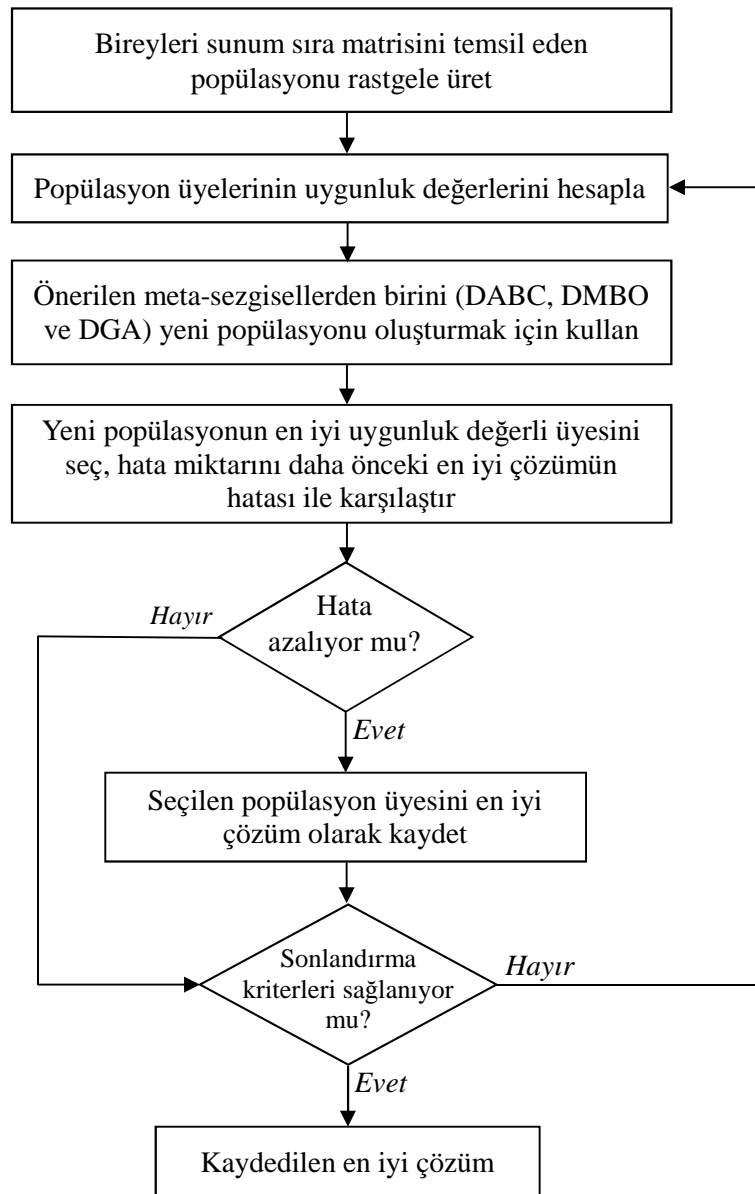 Bireyleri sunum sıra matrisini temsil eden
popülasyonu rastgele üret
Popülasyon üyelerinin uygunluk değerlerini hesapla
Önerilen meta-sezgisellerden birini (DABC, DMBO
ve DGA) yeni popülasyonu oluşturmak için kullan
Yeni popülasyonun en iyi uygunluk değerli üyesini
seç, hata miktarını daha önceki en iyi çözümün
hatası ile karşılaştır
Hayır
Hata
azalıyor mu?
Evet
Seçilen popülasyon üyesini en iyi
çözüm olarak kaydet
Sonlandırma
kriterleri sağlanıyor
mu?
Hayır
Evet
Kaydedilen en iyi çözüm